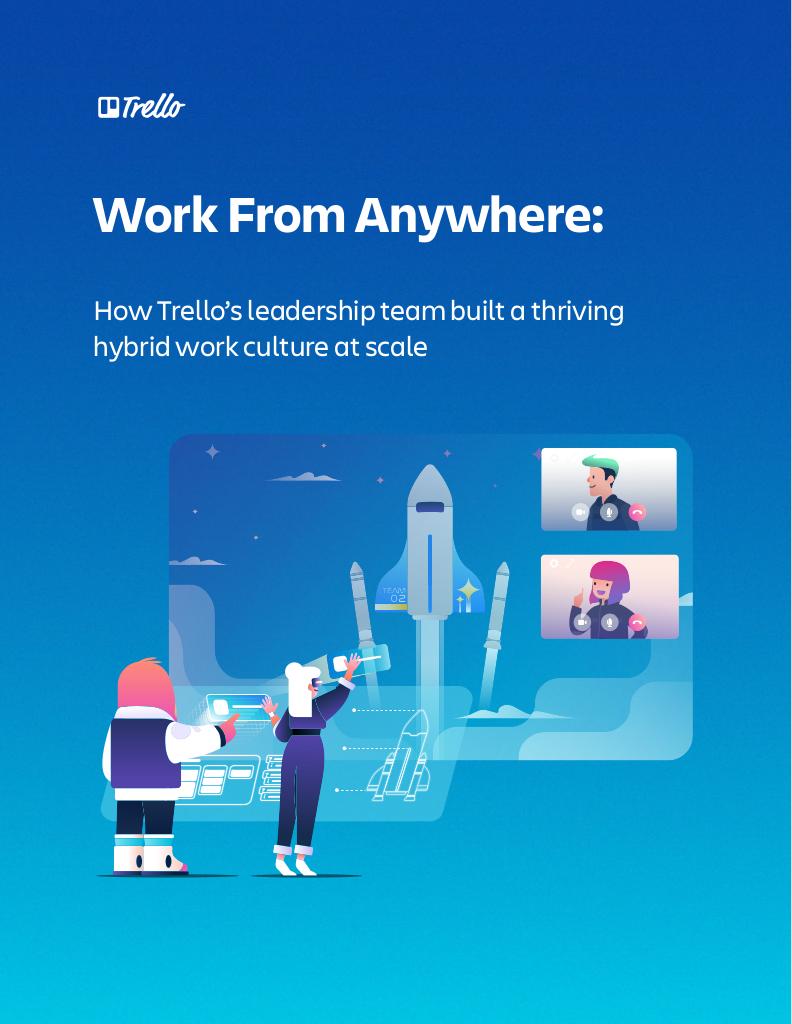 Trello
Work From Anywhere:
How Trello’s leadership team built a thriving
hybrid work culture at scale
TEAM
02